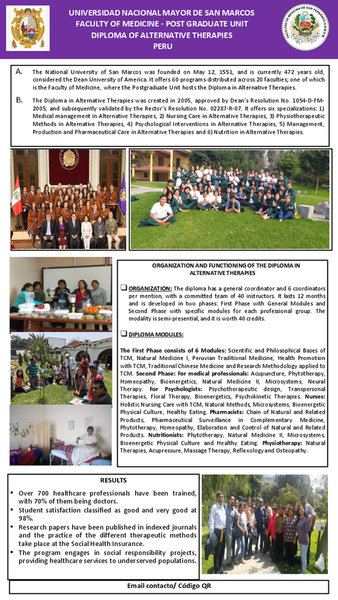 UNIVERSIDAD NACIONAL MAYOR DE SAN MARCOS
FACULTY OF MEDICINE - POST GRADUATE UNIT
DIPLOMA OF ALTERNATIVE THERAPIES
PERU
A. The National University of San Marcos was founded on May 12, 1551, and is currently 472 years old,
considered the Dean University of America. It offers 60 programs distributed across 20 faculties; one of which
is the Faculty of Medicine, where the Postgraduate Unit hosts the Diploma in Alternative Therapies.
B. The Diploma in Alternative Therapies was created in 2005, approved by Dean's Resolution No. 1054-D-FM-
2005, and subsequently validated by the Rector's Resolution No. 02287-R-07. It offers six specializations: 1)
Medical management in Alternative Therapies, 2) Nursing Care in Alternative Therapies, 3) Physiotherapeutic
Methods in Alternative Therapies, 4) Psychological Interventions in Alternative Therapies, 5) Management,
Production and Pharmaceutical Care in Alternative Therapies and 6) Nutrition in Alternative Therapies.
ORGANIZATION AND FUNCTIONING OF THE DIPLOMA IN
ALTERNATIVE THERAPIES
ORGANIZATION: The diploma has a general coordinator and 6 coordinators
per mention, with a committed team of 40 instructors. It lasts 12 months
and is developed in two phases: First Phase with General Modules and
Second Phase with specific modules for each professional group. The
modality is semi-presential, and it is worth 40 credits.
DIPLOMA MODULES:
The First Phase consists of 6 Modules: Scientific and Philosophical Bases of
TCM, Natural Medicine I, Peruvian Traditional Medicine, Health Promotion
with TCM, Traditional Chinese Medicine and Research Methodology applied to
TCM. Second Phase: For medical professionals: Acupuncture, Phytotherapy,
Homeopathy, Bioenergetics, Natural Medicine II, Microsystems, Neural
Therapy. For Psychologists: Psychotherapeutic design, Transpersonal
Therapies, Floral Therapy, Bioenergetics, Psychokinetic Therapies. Nurses:
Holistic Nursing Care with TCM, Natural Methods, Microsystems, Bioenergetic
Physical Culture, Healthy Eating. Pharmacists: Chain of Natural and Related
Products, Pharmaceutical Surveillance in Complementary Medicine,
Phytotherapy, Homeopathy, Elaboration and Control of Natural and Related
Products. Nutritionists: Phytotherapy, Natural Medicine II, Microsystems,
Bioenergetic Physical Culture and Healthy Eating. Physiotherapy: Natural
Therapies, Acupressure, Massage Therapy, Reflexology and Osteopathy.
RESULTS
• Over 700 healthcare professionals have been trained,
with 70% of them being doctors.
• Student satisfaction classified as good and very good at
98%.
• Research papers have been published in indexed journals
and the practice of the different therapeutic methods
take place at the Social Health Insurance.
• The program engages in social responsibility projects,
providing healthcare services to underserved populations.
Email contacto/ Código QR